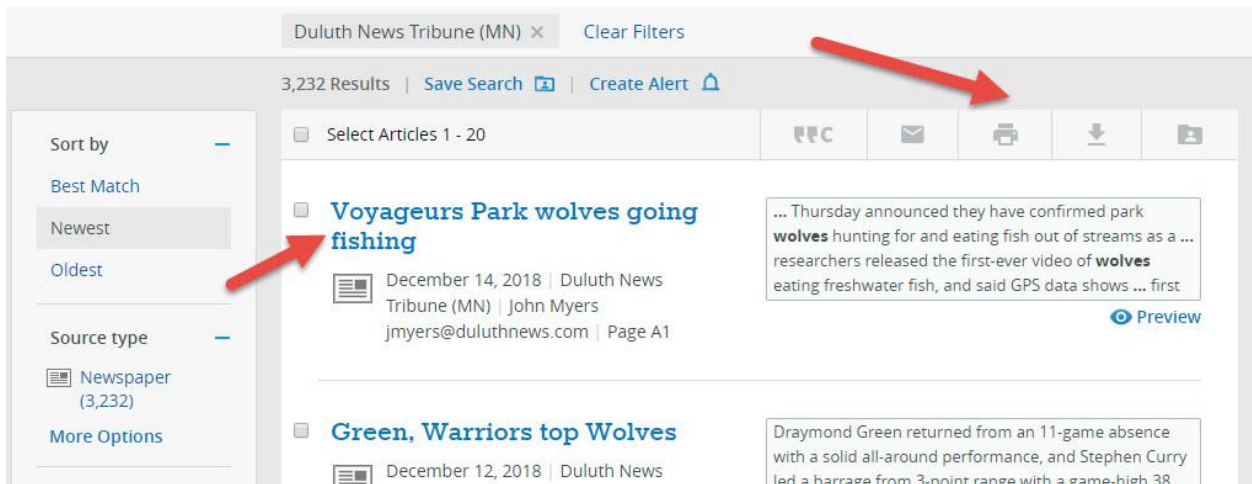 Duluth News Tribune (MN) × Clear Filters
3,232 Results | Save Search | Create Alert
Sort by –
Best Match
Newest
Oldest
Source type –
Newspaper
(3,232)
More Options
Select Articles 1 - 20
Voyageurs Park wolves going
fishing
December 14, 2018 | Duluth News
Tribune (MN) | John Myers
jmyers@duluthnews.com | Page A1
... Thursday announced they have confirmed park
wolves hunting for and eating fish out of streams as a ...
researchers released the first-ever video of wolves
eating freshwater fish, and said GPS data shows ... first
Preview
Green, Warriors top Wolves
December 12, 2018 | Duluth News
Draymond Green returned from an 11-game absence
with a solid all-around performance, and Stephen Curry
led a barrage from 3-point range with a game-high 38